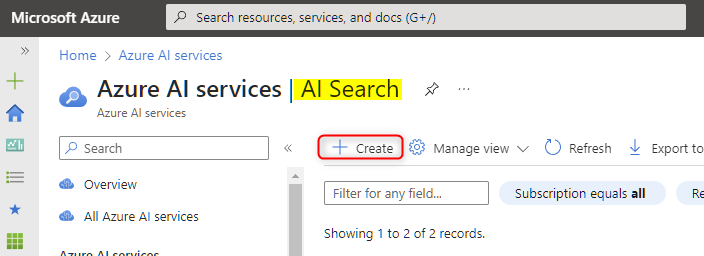 Microsoft Azure
Search resources, services, and docs (G+/)
Home > Azure AI services
Azure AI services | AI Search
Azure AI services
Search
Create
Manage view
Refresh
Export to
Overview
Filter for any field...
Subscription equals all
Re
All Azure AI services
Showing 1 to 2 of 2 records.
Azure AI services